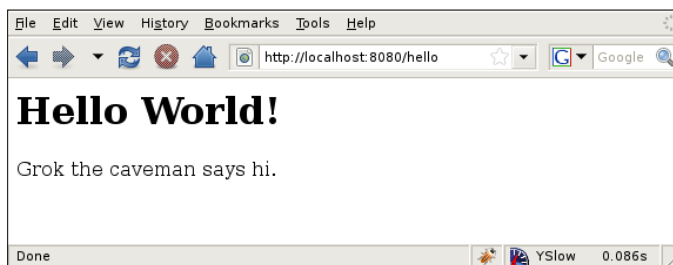 File Edit View History Bookmarks Tools Help
http://localhost:8080/hello G Google
Hello World!
Grok the caveman says hi.
Done YSlow 0.086s